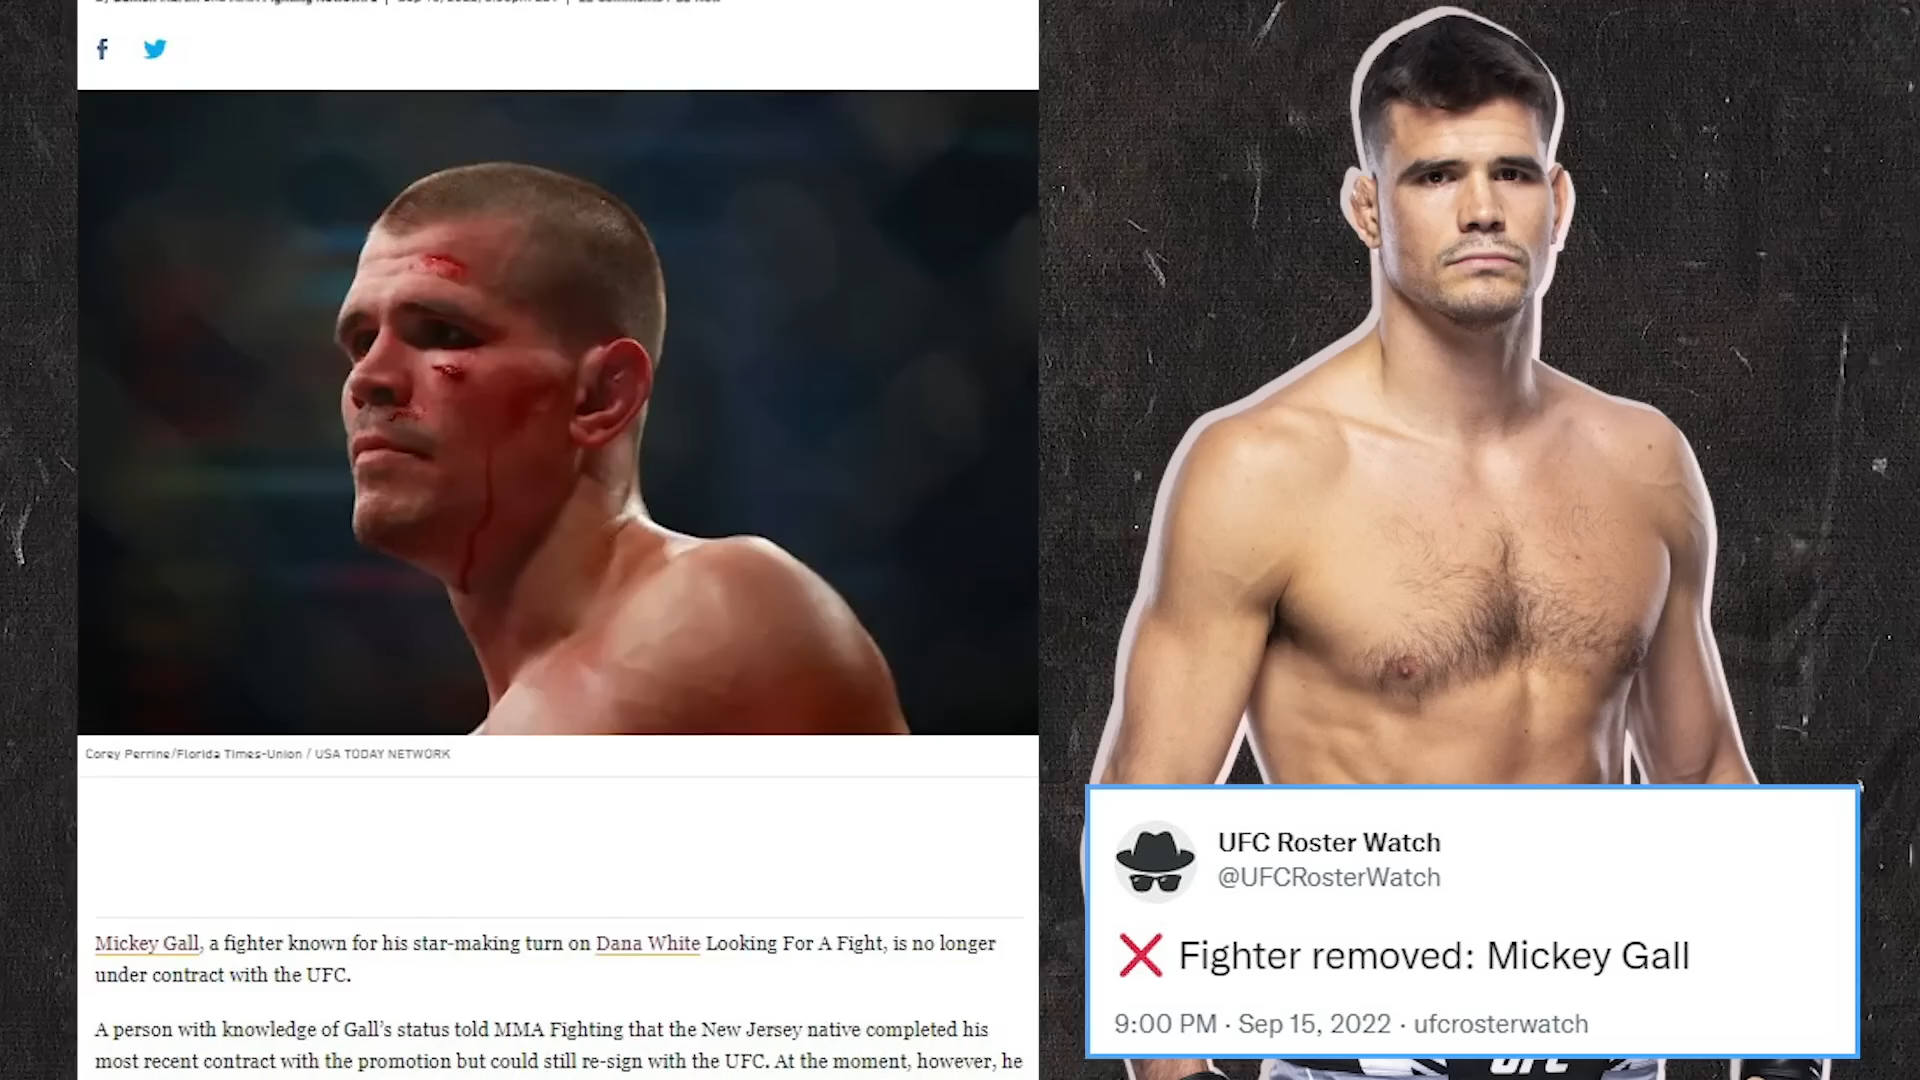 Corey Perrine/Florida Times-Union / USA TODAY NETWORK
Mickey Gall, a fighter known for his star-making turn on Dana White Looking For A Fight, is no longer
under contract with the UFC.
A person with knowledge of Gall’s status told MMA Fighting that the New Jersey native completed his
most recent contract with the promotion but could still re-sign with the UFC. At the moment, however, he
UFC Roster Watch
@UFCRosterWatch
❌ Fighter removed: Mickey Gall
9:00 PM · Sep 15, 2022 · ufcrosterwatch
UFC